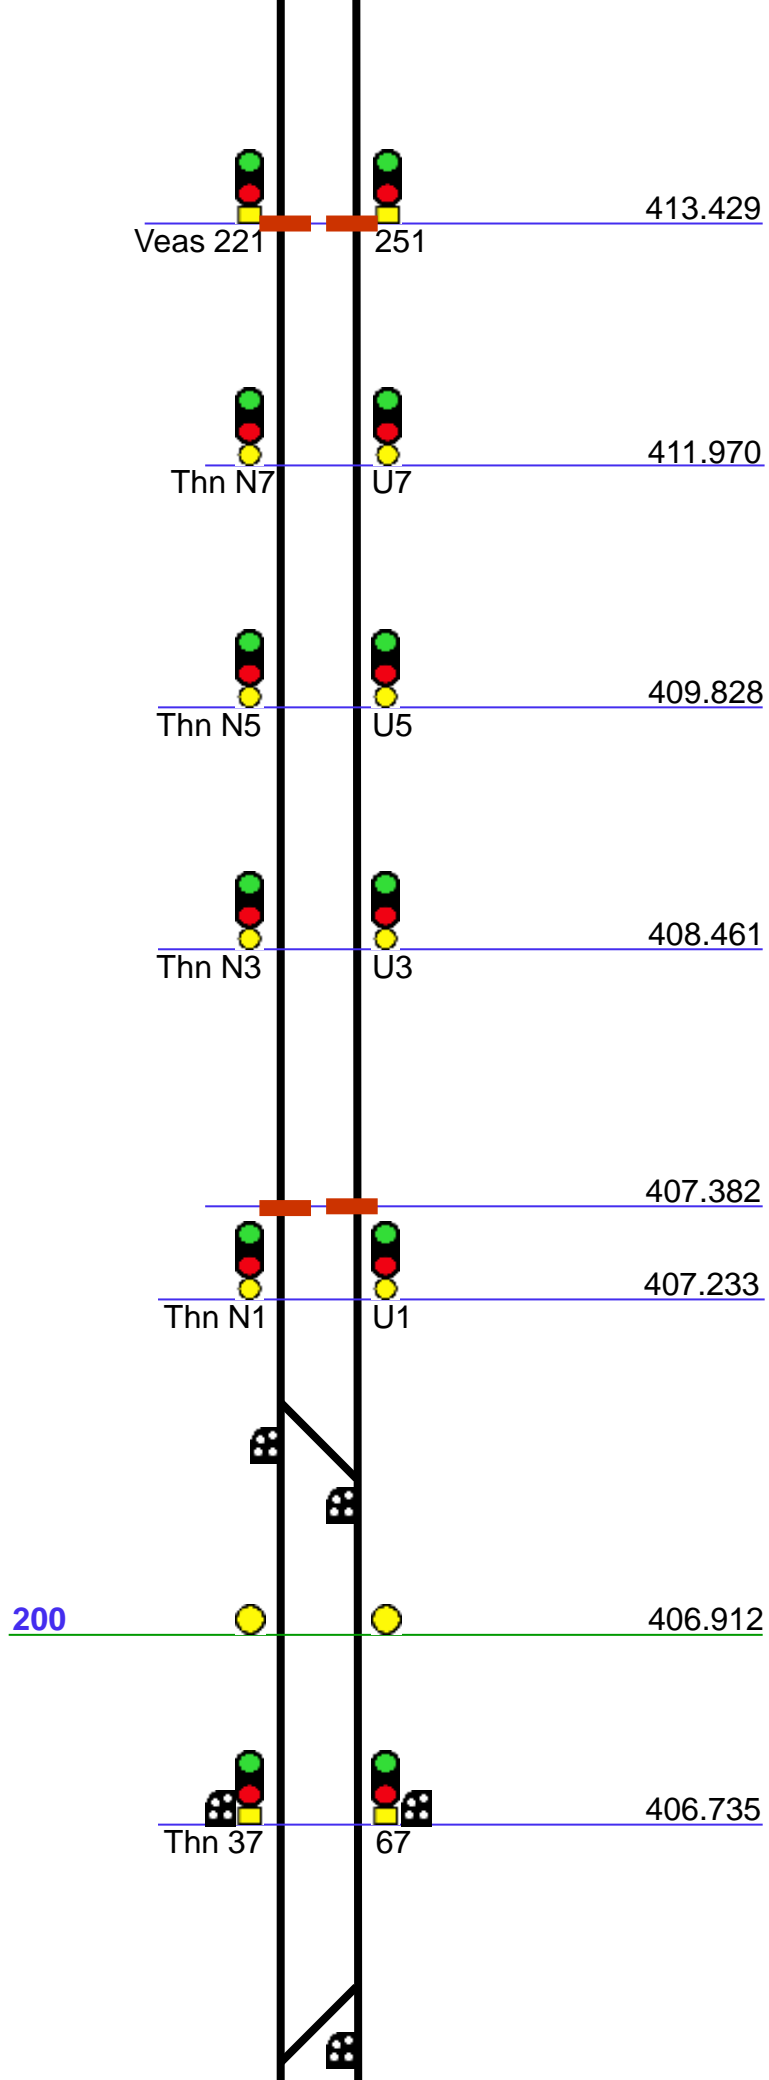 413.429
Veas 221 251
411.970
Thn N7 U7
409.828
Thn N5 U5
408.461
Thn N3 U3
407.382
407.233
Thn N1 U1
200 406.912
406.735
Thn 37 67